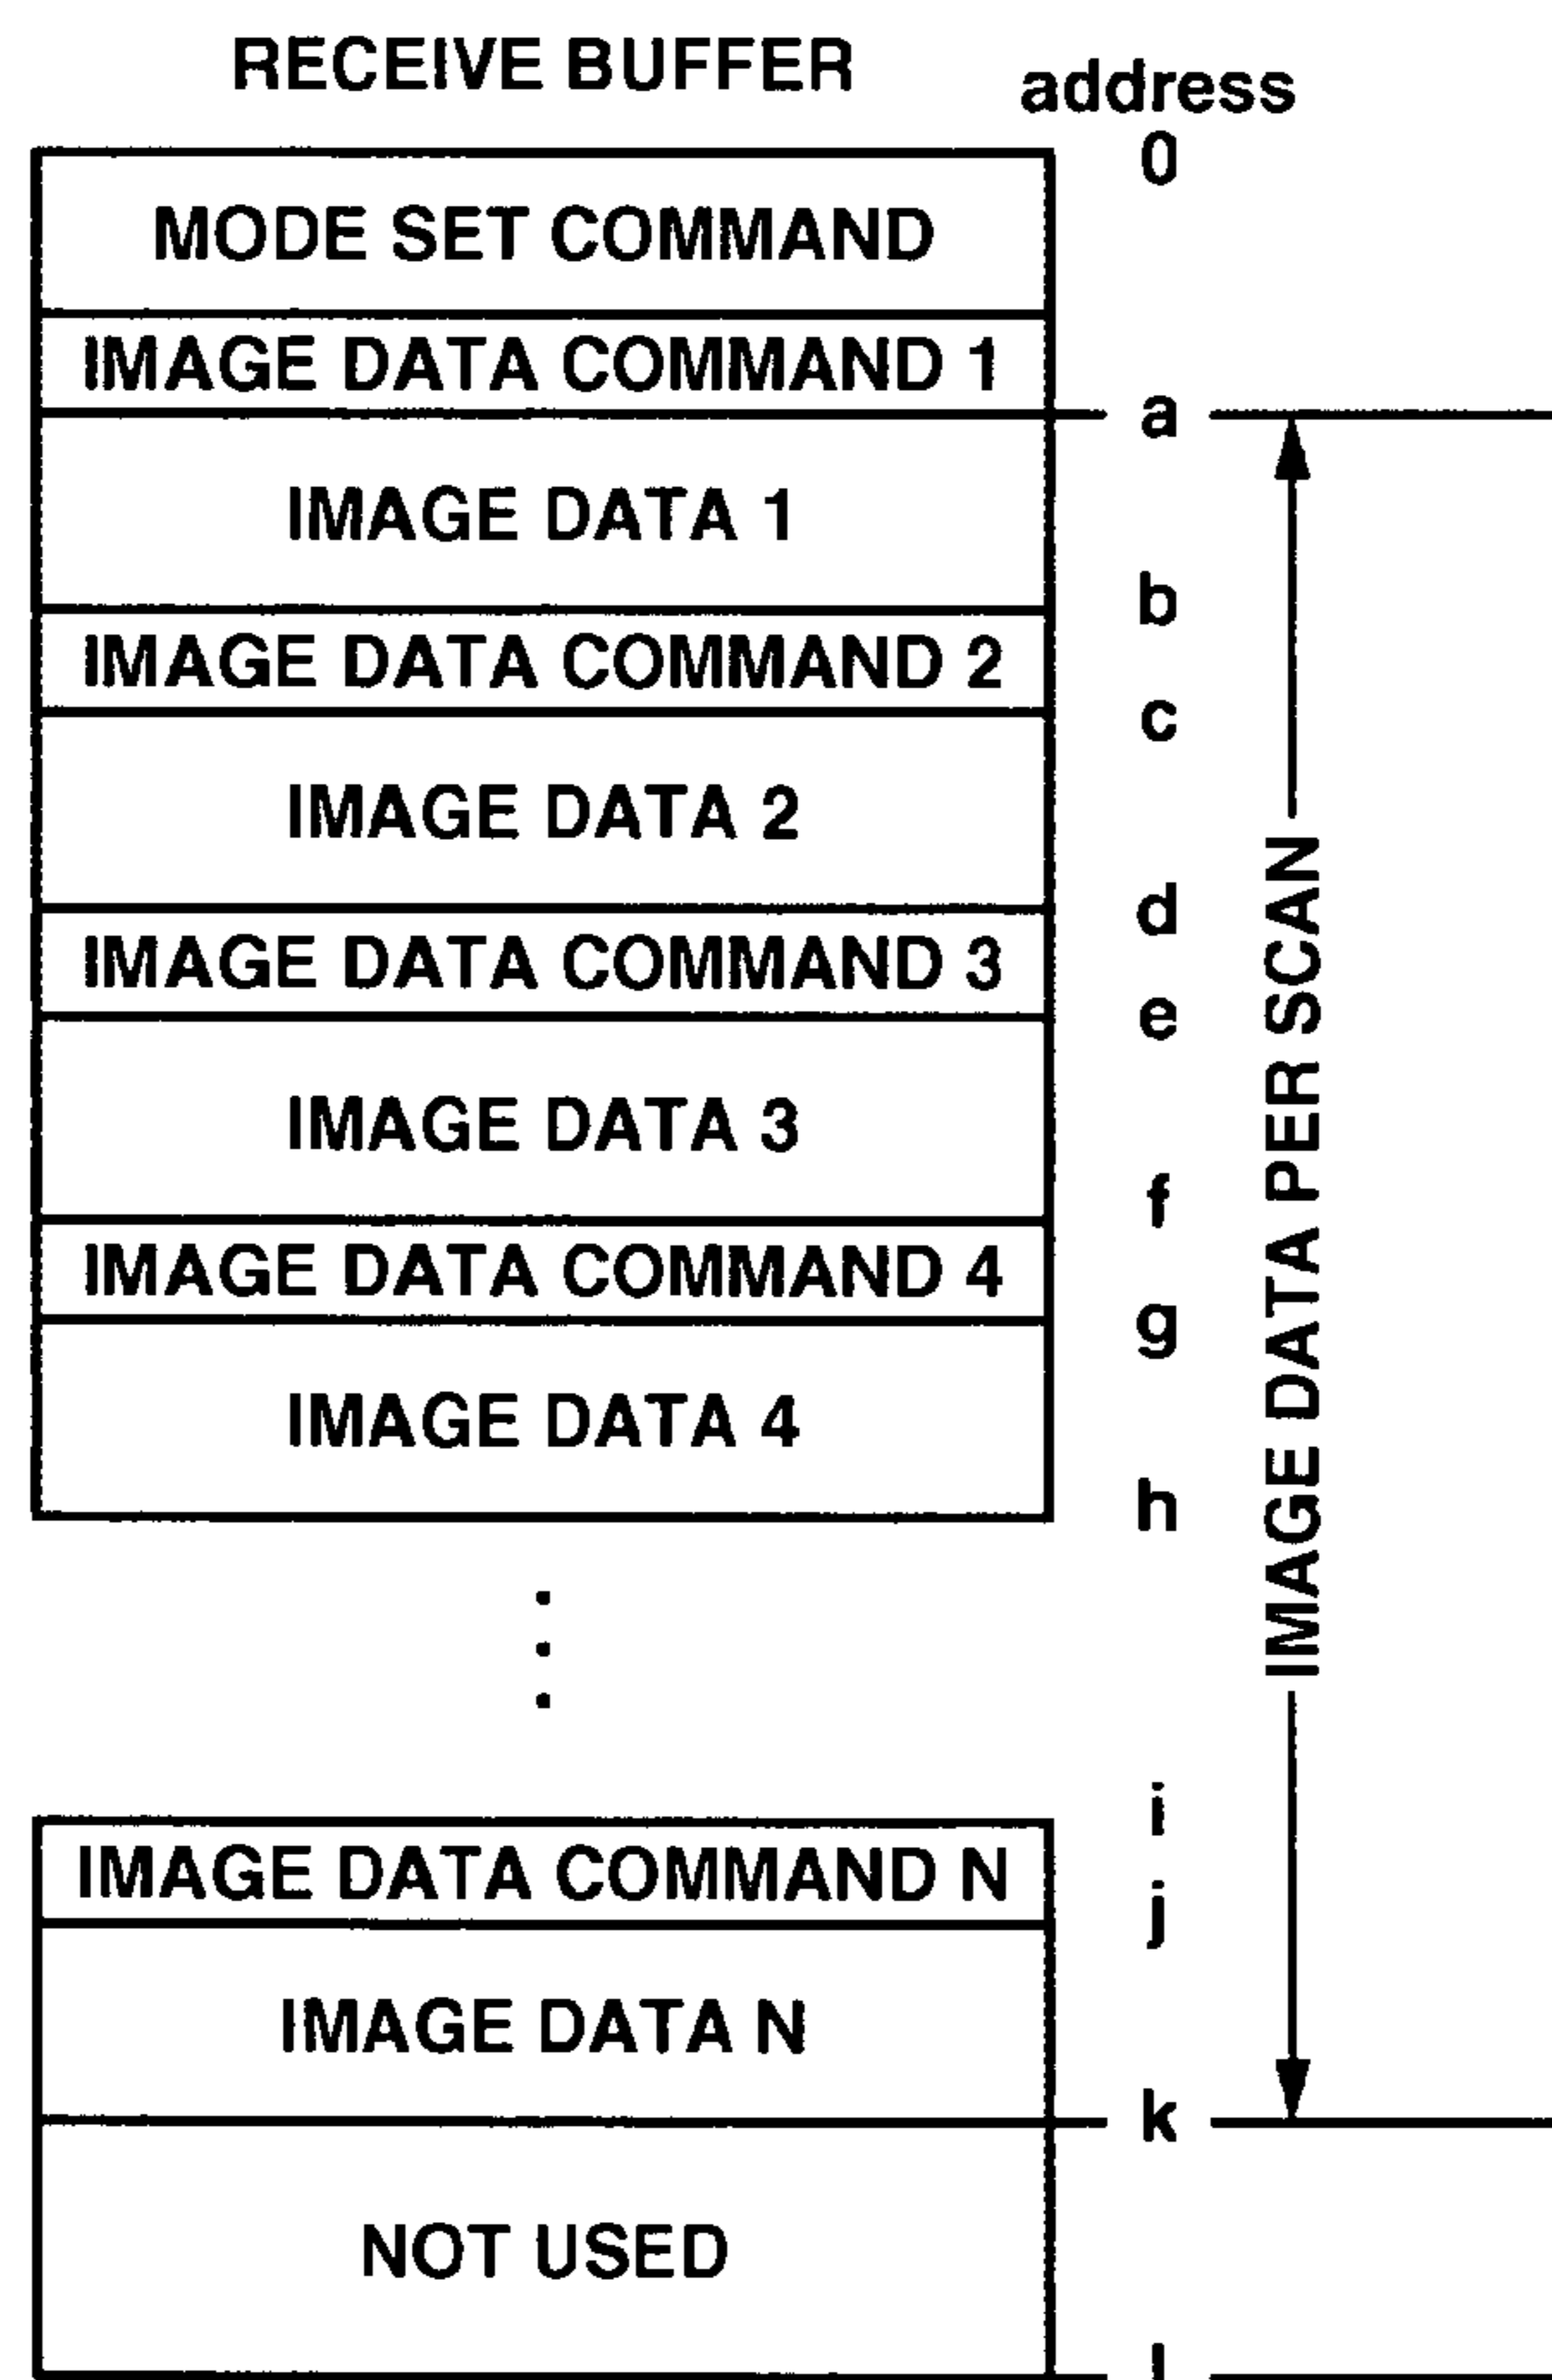 RECEIVE BUFFER
address
0
MODE SET COMMAND
IMAGE DATA COMMAND 1
a
IMAGE DATA 1
b
IMAGE DATA COMMAND 2
c
IMAGE DATA 2
d
IMAGE DATA COMMAND 3
e
IMAGE DATA 3
f
IMAGE DATA COMMAND 4
g
IMAGE DATA 4
h
IMAGE DATA PER SCAN
i
IMAGE DATA COMMAND N
j
IMAGE DATA N
k
NOT USED